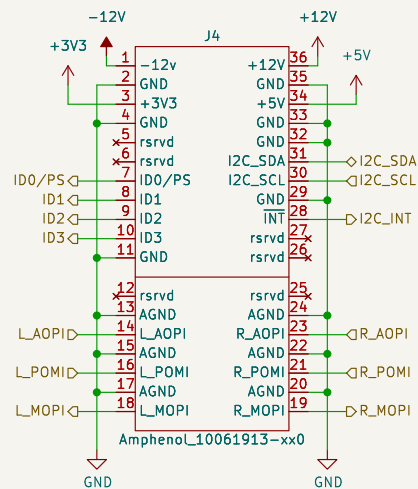 -12V +12V
J4
+3V3 +5V
1 -12v +12V 36
2 GND GND 35
3 +3V3 +5V 34
4 GND GND 33
5 rsrvd GND 32
6 rsrvd I2C_SDA 31 I2C_SDA
ID0/PS 7 ID0/PS I2C_SCL 30 I2C_SCL
ID1 8 ID1 GND 29
ID2 9 ID2 INT 28 I2C_INT
ID3 10 ID3 rsrvd 27
11 GND rsrvd 26
12 rsrvd rsrvd 25
13 AGND AGND 24
L_AOPI 14 L_AOPI R_AOPI 23 R_AOPI
15 AGND AGND 22
L_POMI 16 L_POMI R_POMI 21 R_POMI
17 AGND AGND 20
L_MOPI 18 L_MOPI R_MOPI 19 R_MOPI
Amphenol_10061913-xx0
GND GND